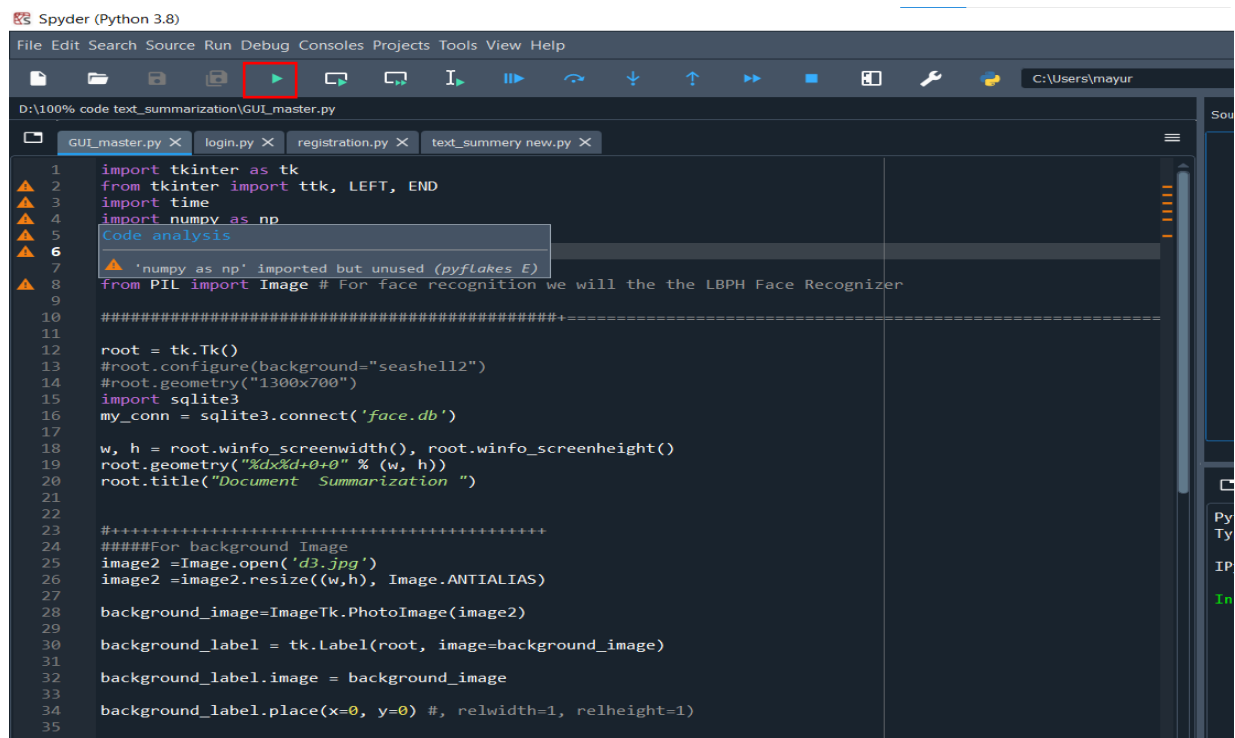 Spyder (Python 3.8)
File Edit Search Source Run Debug Consoles Projects Tools View Help
C:\Users\mayur
D:\100% code text_summarization\GUI_master.py
Sou
GUI_master.py login.py registration.py text_summery new.py
1 import tkinter as tk
2 from tkinter import ttk, LEFT, END
3 import time
4 import numpy as np
5 Code analysis
6
7 'numpy as np' imported but unused (pyflakes E)
8 from PIL import Image # For face recognition we will the the LBPH Face Recognizer
9
10 ##############################################+============================================================
11
12 root = tk.Tk()
13 #root.configure(background="seashell2")
14 #root.geometry("1300x700")
15 import sqlite3
16 my_conn = sqlite3.connect('face.db')
17
18 w, h = root.winfo_screenwidth(), root.winfo_screenheight()
19 root.geometry("%dx%d+0+0" % (w, h))
20 root.title("Document  Summarization ")
21
22
23 #++++++++++++++++++++++++++++++++++++++++++++
24 #####For background Image
25 image2 =Image.open('d3.jpg')
26 image2 =image2.resize((w,h), Image.ANTIALIAS)
27
28 background_image=ImageTk.PhotoImage(image2)
29
30 background_label = tk.Label(root, image=background_image)
31
32 background_label.image = background_image
33
34 background_label.place(x=0, y=0) #, relwidth=1, relheight=1)
35
Py
Ty
IP
In